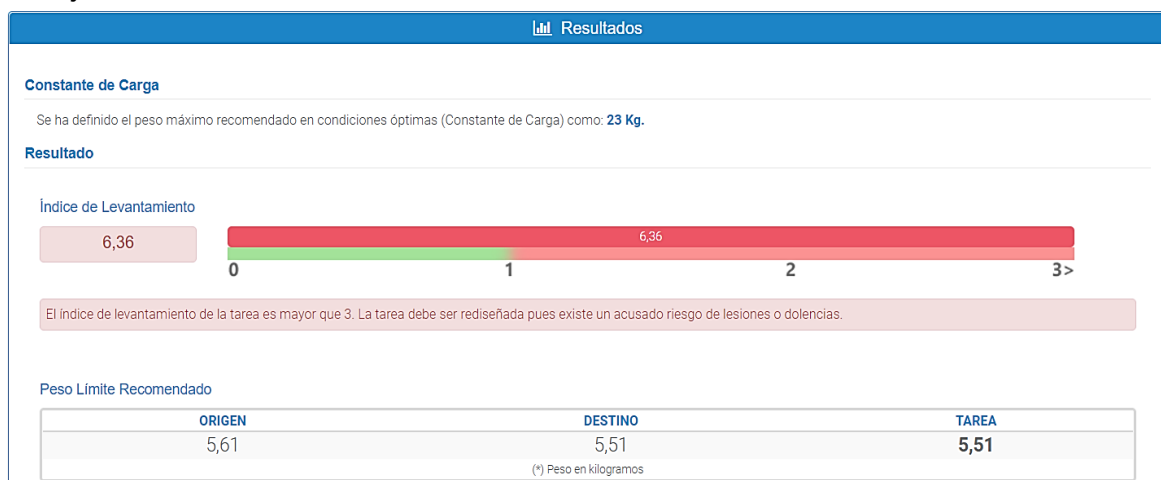 Resultados
Constante de Carga
Se ha definido el peso máximo recomendado en condiciones óptimas (Constante de Carga) como: 23 Kg.
Resultado
Índice de Levantamiento
6,36
6,36
0 1 2 3>
El índice de levantamiento de la tarea es mayor que 3. La tarea debe ser rediseñada pues existe un acusado riesgo de lesiones o dolencias.
Peso Límite Recomendado
ORIGEN DESTINO TAREA
5,61 5,51 5,51
(*) Peso en kilogramos